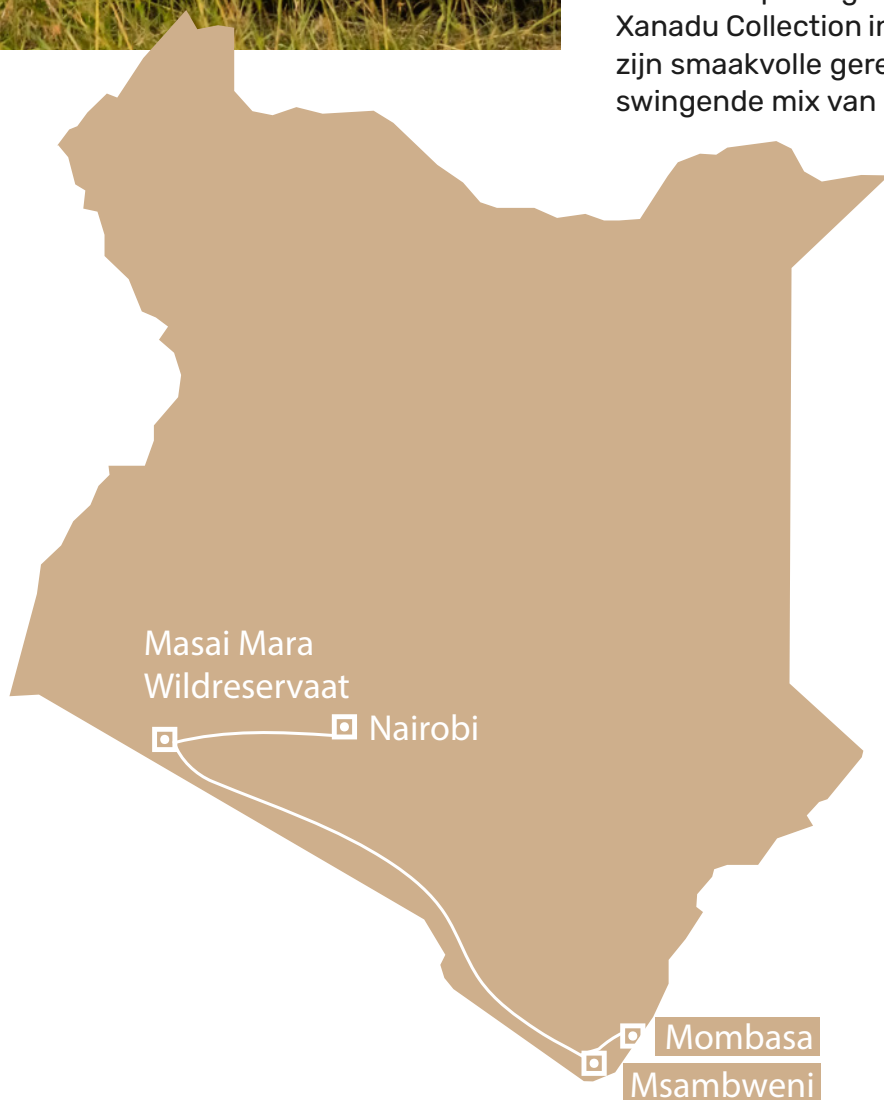 Xanadu Collection in
zijn smaakvolle gere
swingende mix van
Masai Mara
Wildreservaat
Nairobi
Mombasa
Msambweni